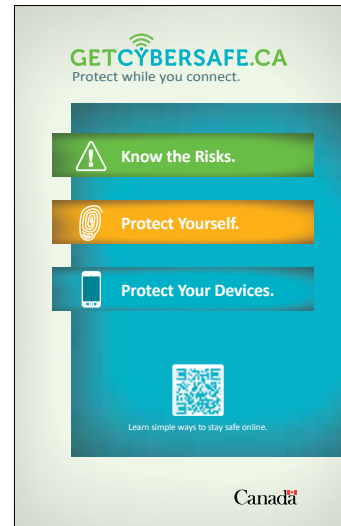 GETCYBERSAFE.CA
Protect while you connect.
Know the Risks.
Protect Yourself.
Protect Your Devices.
Learn simple ways to stay safe online.
Canada